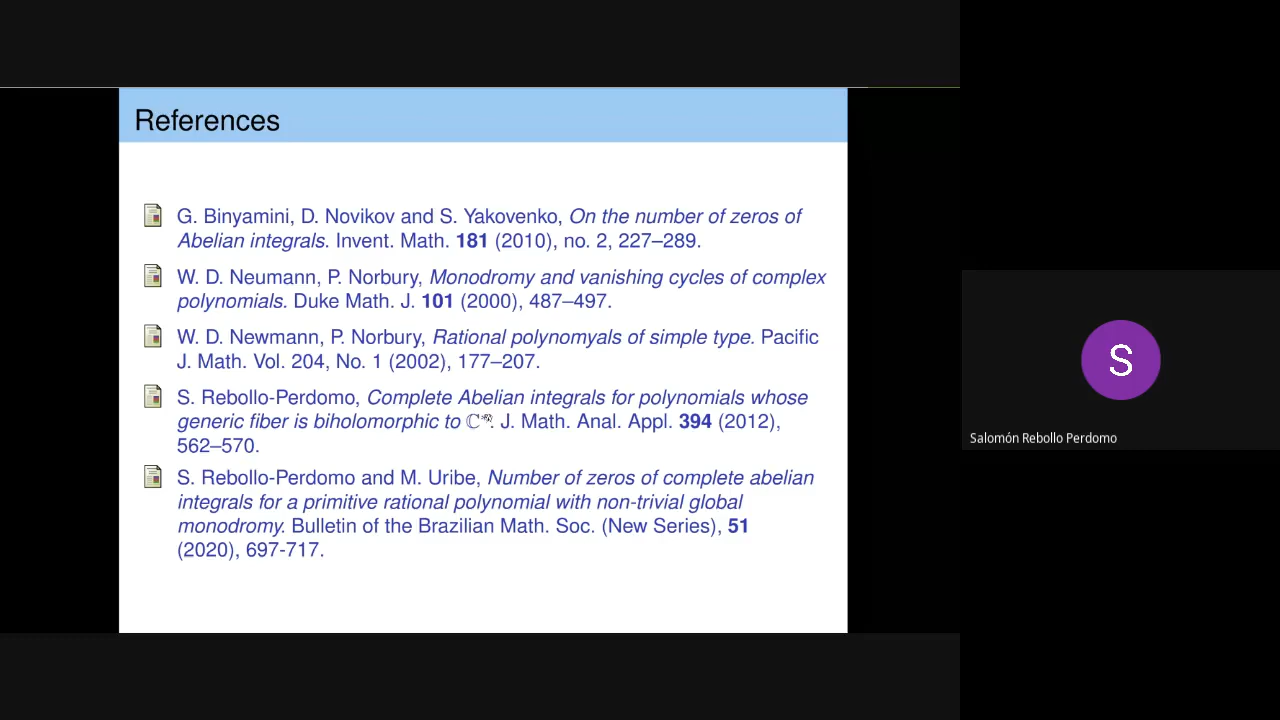 References
G. Binyamini, D. Novikov and S. Yakovenko, On the number of zeros of
Abelian integrals. Invent. Math. 181 (2010), no. 2, 227–289.
W. D. Neumann, P. Norbury, Monodromy and vanishing cycles of complex
polynomials. Duke Math. J. 101 (2000), 487–497.
W. D. Newmann, P. Norbury, Rational polynomyals of simple type. Pacific
J. Math. Vol. 204, No. 1 (2002), 177–207.
S. Rebollo-Perdomo, Complete Abelian integrals for polynomials whose
generic fiber is biholomorphic to ℂ*. J. Math. Anal. Appl. 394 (2012),
562–570.
S. Rebollo-Perdomo and M. Uribe, Number of zeros of complete abelian
integrals for a primitive rational polynomial with non-trivial global
monodromy. Bulletin of the Brazilian Math. Soc. (New Series), 51
(2020), 697-717.
S
Salomón Rebollo Perdomo